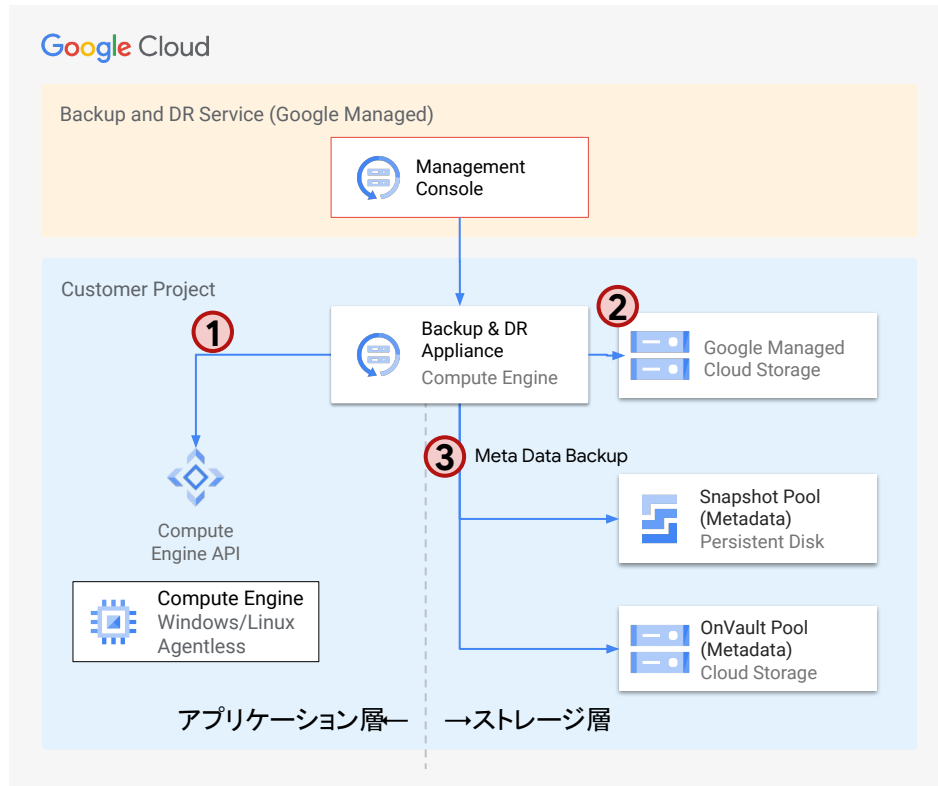 Google Cloud
Backup and DR Service (Google Managed)
Management
Console
Customer Project
1
Backup & DR
Appliance
Compute Engine
2
Google Managed
Cloud Storage
3
Meta Data Backup
Compute
Engine API
Snapshot Pool
(Metadata)
Persistent Disk
Compute Engine
Windows/Linux
Agentless
OnVault Pool
(Metadata)
Cloud Storage
アプリケーション層←
→ストレージ層